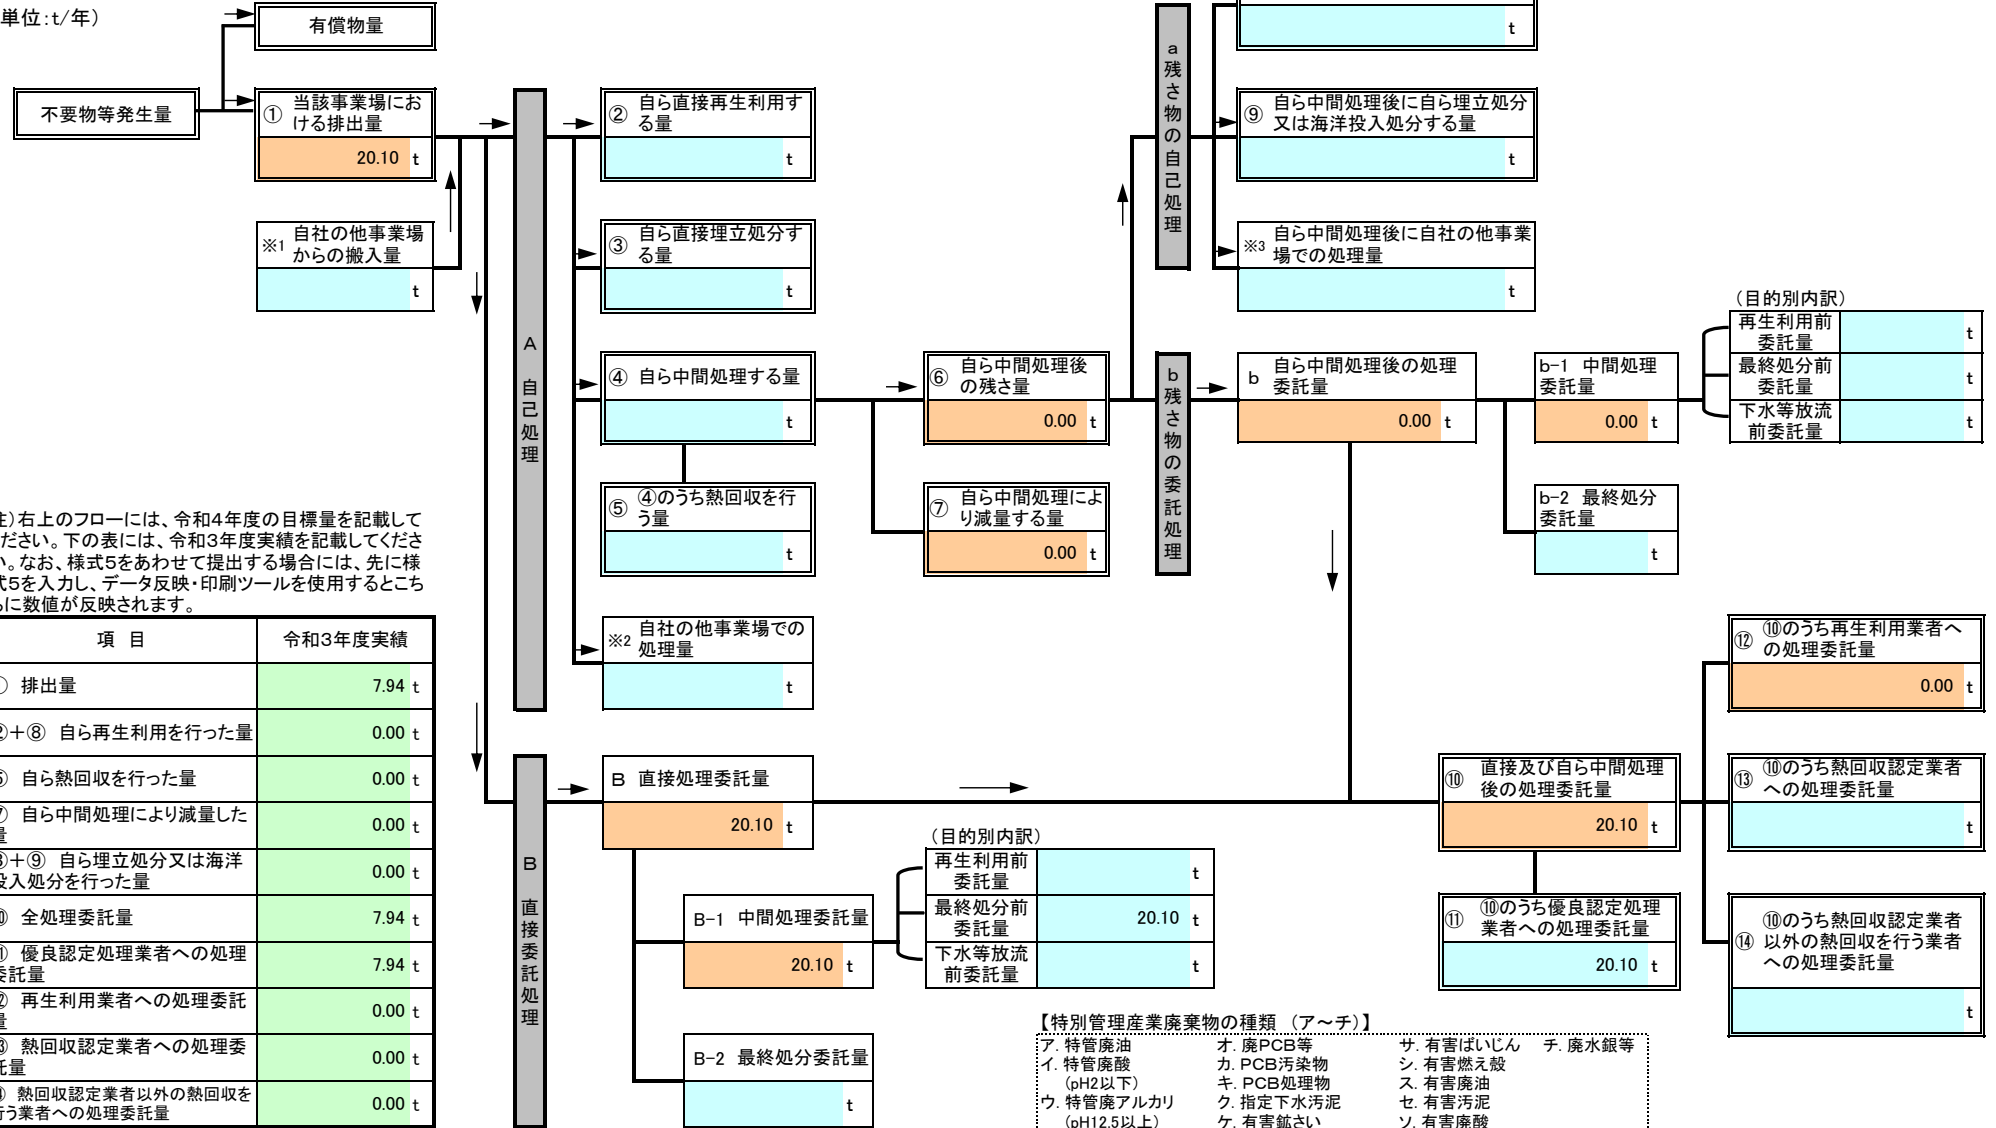 単位:t/年）
有償物量
不要物等発生量
① 当該事業場にお
ける排出量
20.10 t
※1 自社の他事業場
からの搬入量
t
A 自己処理
② 自ら直接再生利用す
る量
t
③ 自ら直接埋立処分す
る量
t
④ 自ら中間処理する量
t
⑤ ④のうち熱回収を行
う量
t
※2 自社の他事業場での
処理量
t
⑥ 自ら中間処理後
の残さ量
0.00 t
⑦ 自ら中間処理によ
り減量する量
0.00 t
a 残さ物の自己処理
t
⑨ 自ら中間処理後に自ら埋立処分
又は海洋投入処分する量
t
※3 自ら中間処理後に自社の他事業
場での処理量
t
b 残さ物の委託処理
b 自ら中間処理後の処理
委託量
0.00 t
b-1 中間処理
委託量
0.00 t
b-2 最終処分
委託量
t
（目的別内訳）
再生利用前
委託量
t
最終処分前
委託量
t
下水等放流
前委託量
t
注）右上のフローには、令和4年度の目標量を記載して
ださい。下の表には、令和3年度実績を記載してくださ
い。なお、様式5をあわせて提出する場合には、先に様
式5を入力し、データ反映・印刷ツールを使用するとこち
らに数値が反映されます。
項 目 令和3年度実績
① 排出量 7.94 t
②＋⑧ 自ら再生利用を行った量 0.00 t
⑤ 自ら熱回収を行った量 0.00 t
⑦ 自ら中間処理により減量した
量 0.00 t
③＋⑨ 自ら埋立処分又は海洋
投入処分を行った量 0.00 t
⑩ 全処理委託量 7.94 t
⑪ 優良認定処理業者への処理
委託量 7.94 t
⑫ 再生利用業者への処理委託
量 0.00 t
⑬ 熱回収認定業者への処理委
託量 0.00 t
⑭ 熱回収認定業者以外の熱回収を
行う業者への処理委託量 0.00 t
B 直接委託処理
B 直接処理委託量
20.10 t
B-1 中間処理委託量
20.10 t
B-2 最終処分委託量
t
（目的別内訳）
再生利用前
委託量
t
最終処分前
委託量
20.10 t
下水等放流
前委託量
t
⑩ 直接及び自ら中間処理
後の処理委託量
20.10 t
⑪ ⑩のうち優良認定処理
業者への処理委託量
20.10 t
⑫ ⑩のうち再生利用業者へ
の処理委託量
0.00 t
⑬ ⑩のうち熱回収認定業者
への処理委託量
t
⑭ ⑩のうち熱回収認定業者
以外の熱回収を行う業者
への処理委託量
t
【特別管理産業廃棄物の種類 （ア～チ）】
ア. 特管廃油 オ. 廃PCB等 サ. 有害ばいじん チ. 廃水銀等
イ. 特管廃酸 カ. PCB汚染物 シ. 有害燃え殻
（pH2以下） キ. PCB処理物 ス. 有害廃油
ウ. 特管廃アルカリ ク. 指定下水汚泥 セ. 有害汚泥
（pH12.5以上） ケ. 有害鉱さい ソ. 有害廃酸